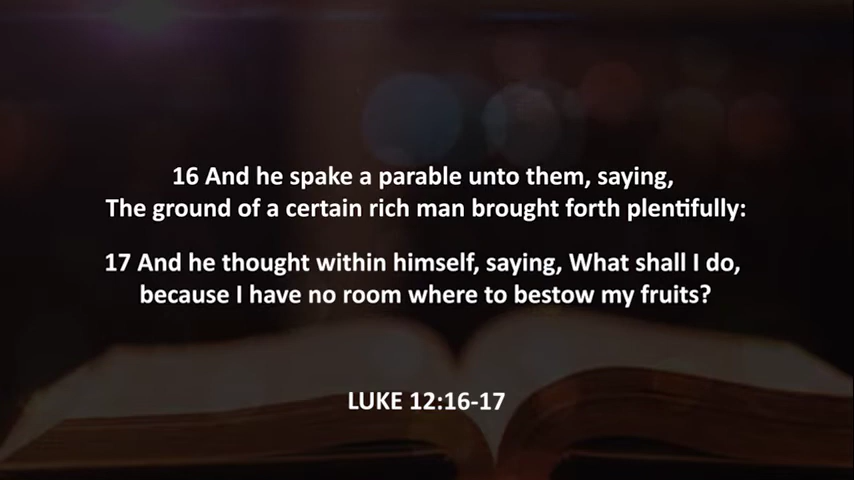 16 And he spake a parable unto them, saying,
The ground of a certain rich man brought forth plentifully:
17 And he thought within himself, saying, What shall I do,
because I have no room where to bestow my fruits?
LUKE 12:16-17